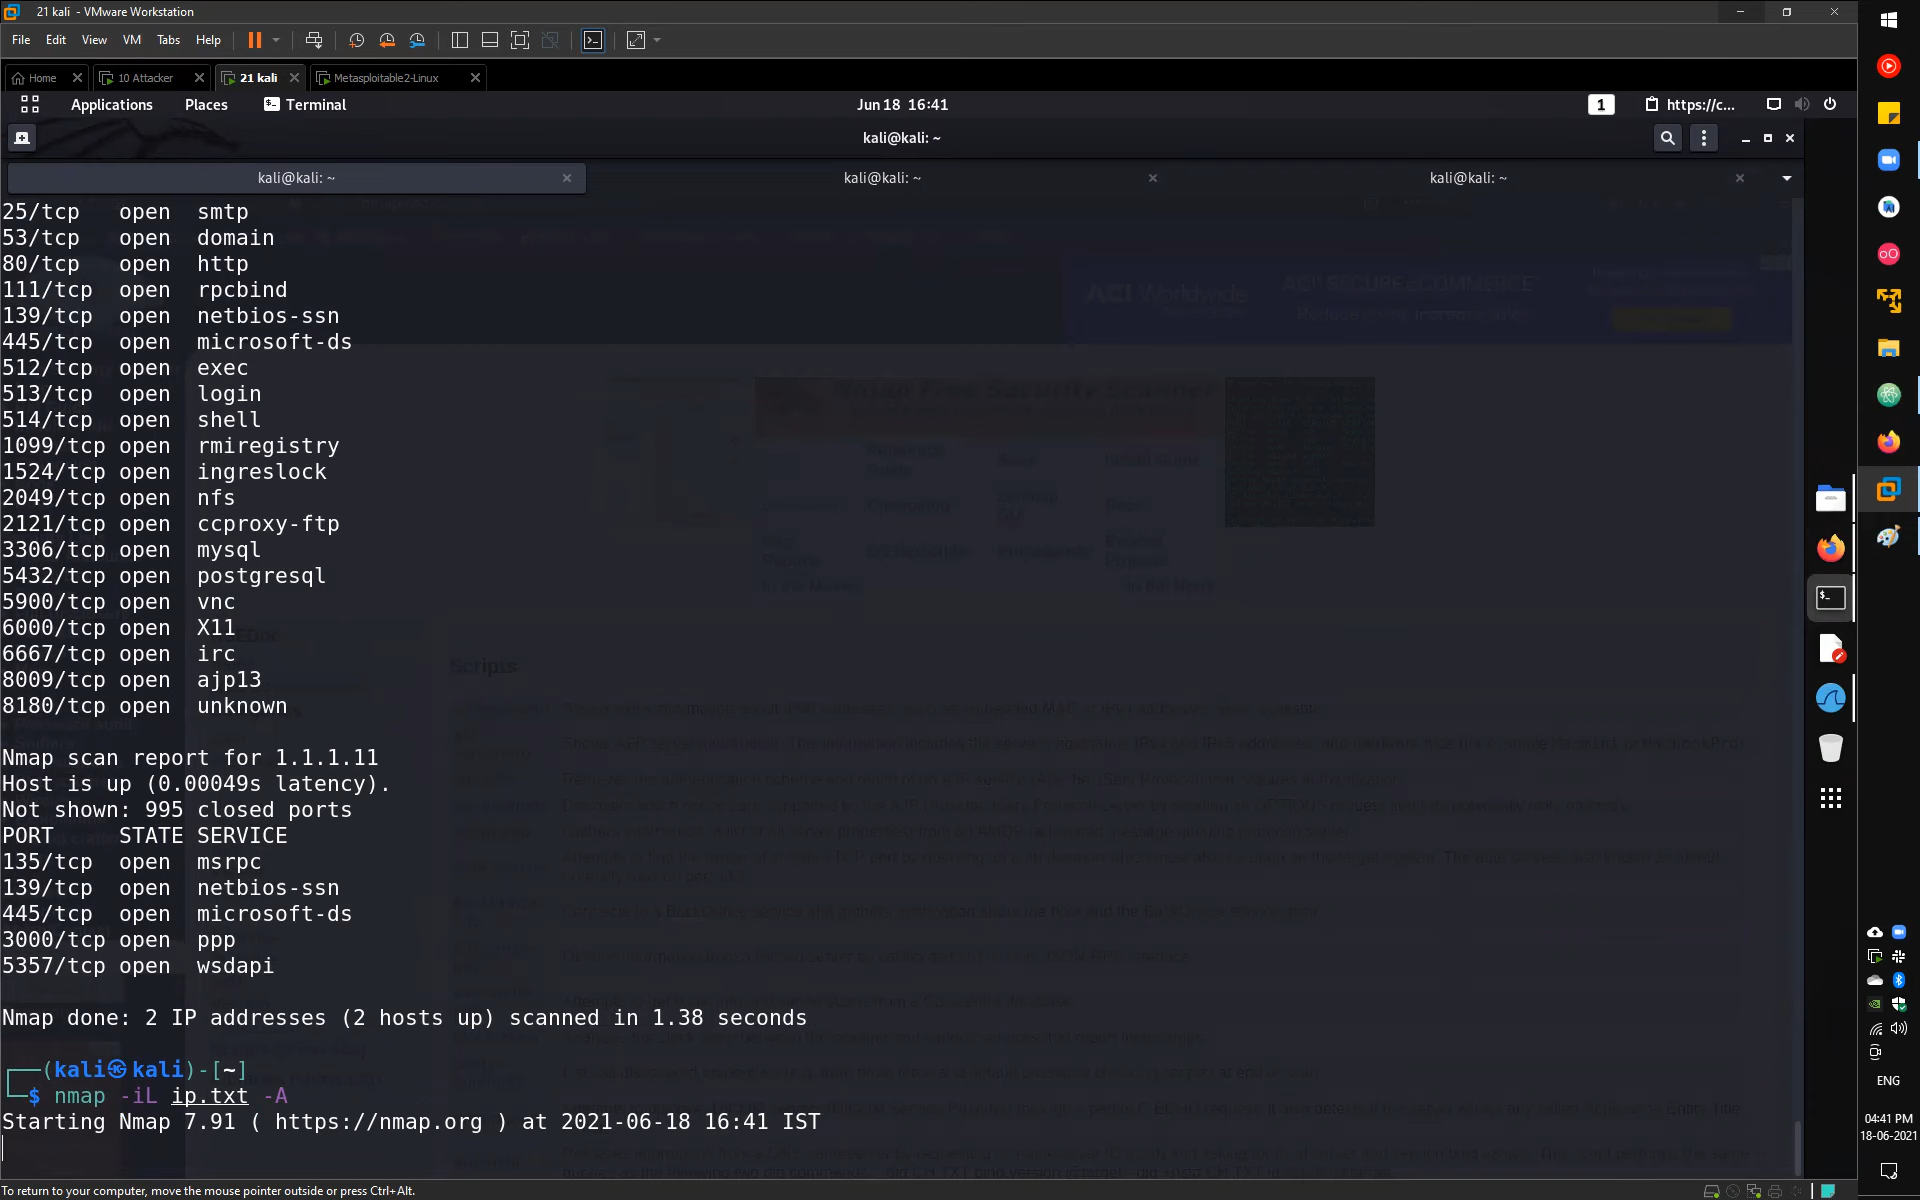 21 kali - VMware Workstation
File Edit View VM Tabs Help
Home 10 Attacker 21 kali Metasploitable2-Linux
Applications Places Terminal Jun 18 16:41 1 https://c...
kali@kali: ~
kali@kali: ~ kali@kali: ~ kali@kali: ~
25/tcp open smtp
53/tcp open domain
80/tcp open http
111/tcp open rpcbind
139/tcp open netbios-ssn
445/tcp open microsoft-ds
512/tcp open exec
513/tcp open login
514/tcp open shell
1099/tcp open rmiregistry
1524/tcp open ingreslock
2049/tcp open nfs
2121/tcp open ccproxy-ftp
3306/tcp open mysql
5432/tcp open postgresql
5900/tcp open vnc
6000/tcp open X11
6667/tcp open irc
8009/tcp open ajp13
8180/tcp open unknown
Nmap scan report for 1.1.1.11
Host is up (0.00049s latency).
Not shown: 995 closed ports
PORT STATE SERVICE
135/tcp open msrpc
139/tcp open netbios-ssn
445/tcp open microsoft-ds
3000/tcp open ppp
5357/tcp open wsdapi
Nmap done: 2 IP addresses (2 hosts up) scanned in 1.38 seconds
(kali㉿kali)-[~]
$ nmap -iL ip.txt -A
Starting Nmap 7.91 ( https://nmap.org ) at 2021-06-18 16:41 IST
Scripts
ENG
04:41 PM
18-06-2021
To return to your computer, move the mouse pointer outside or press Ctrl+Alt.